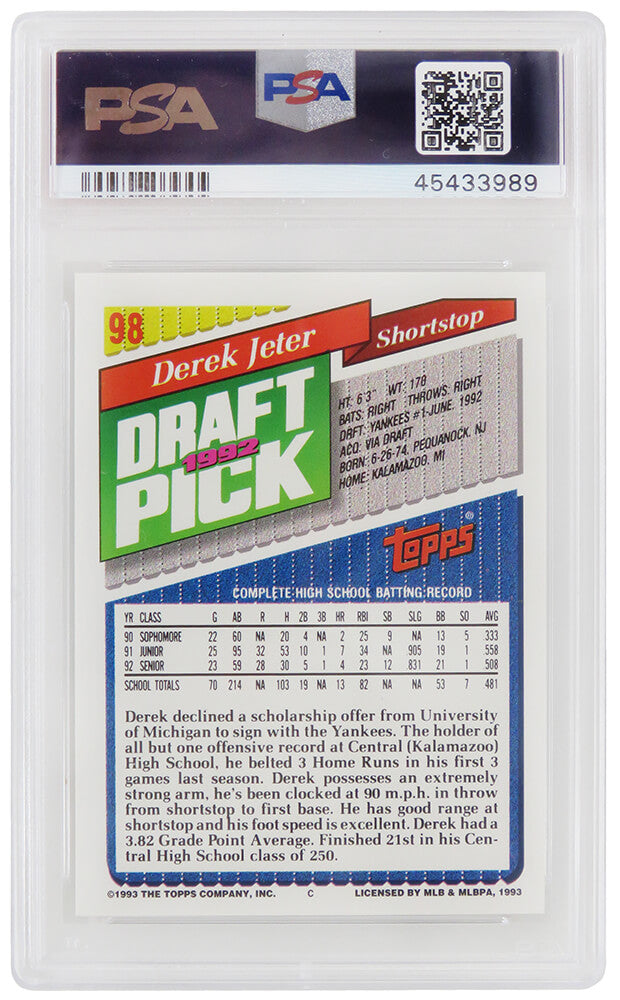 PSA
PSA
45433989
98
Derek Jeter
Shortstop
DRAFT
1992
PICK
HT: 6'3" WT: 178
BATS: RIGHT THROWS: RIGHT
DRFT: YANKEES #1-JUNE, 1992
ACQ: VIA DRAFT
BORN: 6-26-74, PEQUANOCK, NJ
HOME: KALAMAZOO, MI
TOPPS®
COMPLETE HIGH SCHOOL BATTING RECORD
YR CLASS G AB R H 2B 3B HR RBI SB SLG BB SO AVG
90 SOPHOMORE 22 60 NA 20 4 NA 2 25 9 NA 13 5 333
91 JUNIOR 25 95 32 53 10 1 7 34 NA .905 19 1 .558
92 SENIOR 23 59 28 30 5 1 4 23 12 .831 21 1 508
SCHOOL TOTALS 70 214 NA 103 19 NA 13 82 NA NA 53 7 .481
Derek declined a scholarship offer from University
of Michigan to sign with the Yankees. The holder of
all but one offensive record at Central (Kalamazoo)
High School, he belted 3 Home Runs in his first 3
games last season. Derek possesses an extremely
strong arm, he's been clocked at 90 m.p.h. in throw
from shortstop to first base. He has good range at
shortstop and his foot speed is excellent. Derek had a
3.82 Grade Point Average. Finished 21st in his Cen-
tral High School class of 250.
©1993 THE TOPPS COMPANY, INC. C LICENSED BY MLB & MLBPA, 1993
PSA